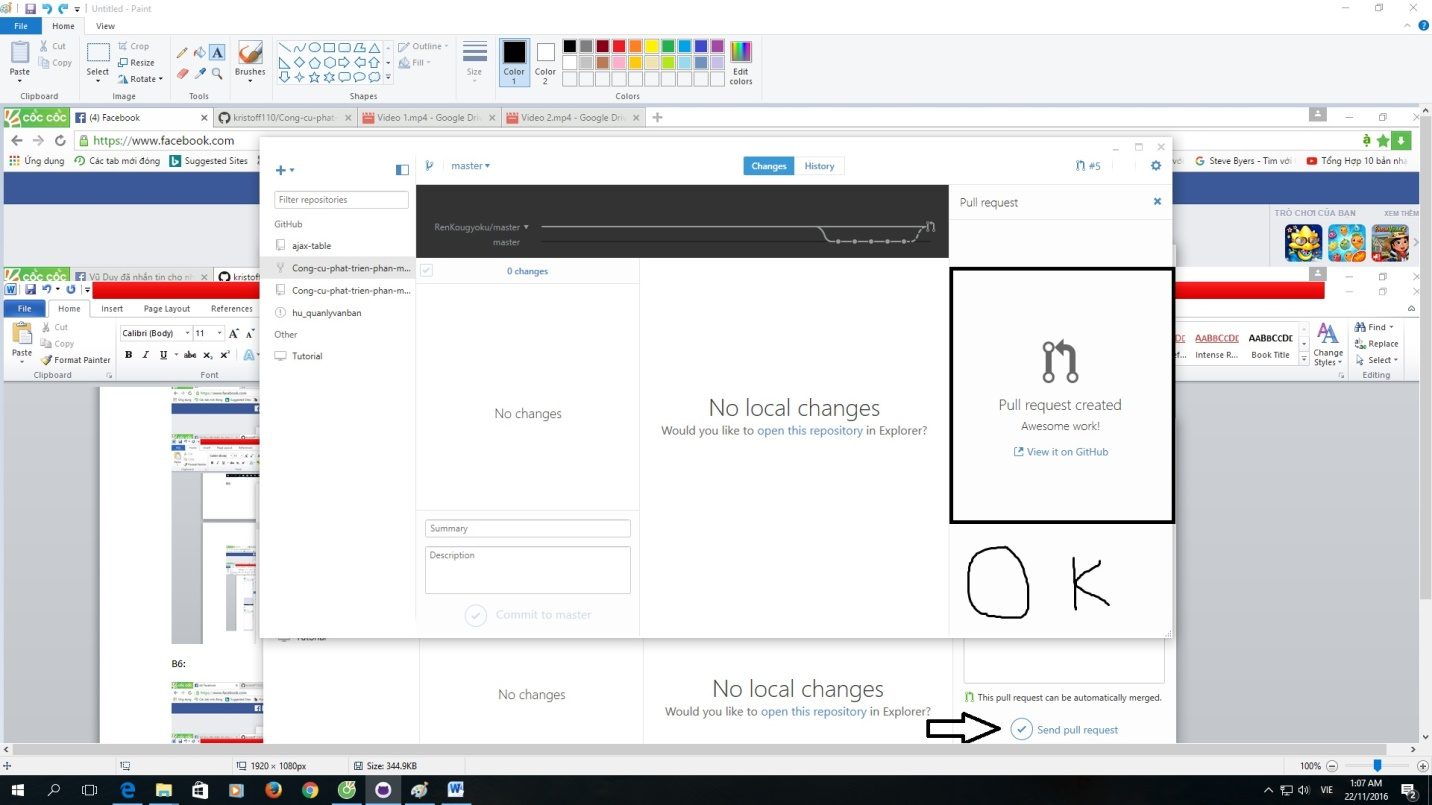 Untitled - Paint
File Home View
Paste Cut Copy Select Crop Resize Rotate Brushes Outline Fill Size Color 1 Color 2 Edit colors
Clipboard Image Tools Shapes Colors
cốc cốc (4) Facebook kristoff110/Cong-cu-phat- Video 1.mp4 - Google Driv Video 2.mp4 - Google Driv
https://www.facebook.com
Ứng dụng Các tab mới đóng Suggested Sites Steve Byers - Tim với Tổng Hợp 10 bản nhạ
master Changes History #5
Filter repositories Pull request
GitHub
TRÒ CHƠI CỦA BẠN XEM THÊM
RenKougyoku/master
master
ajax-table
Cong-cu-phat-trien-phan-m...
0 changes
cốc cốc Vũ Duy đã nhắn tin cho kristof
Cong-cu-phat-trien-phan-m...
File Home Insert Page Layout References
hu_quanlyvanban
Other
Tutorial
Paste Cut Copy Format Painter Calibri (Body) 11 B I U abc
Clipboard Font
Intense R... Book Title Change Styles Find Replace Select
Editing
No changes
No local changes
Would you like to open this repository in Explorer?
Pull request created
Awesome work!
View it on GitHub
Summary
Description
Commit to master
O K
B6:
No changes
No local changes
Would you like to open this repository in Explorer?
This pull request can be automatically merged.
Send pull request
1920 × 1080px Size: 344.9KB 100%
VIE 1:07 AM
22/11/2016